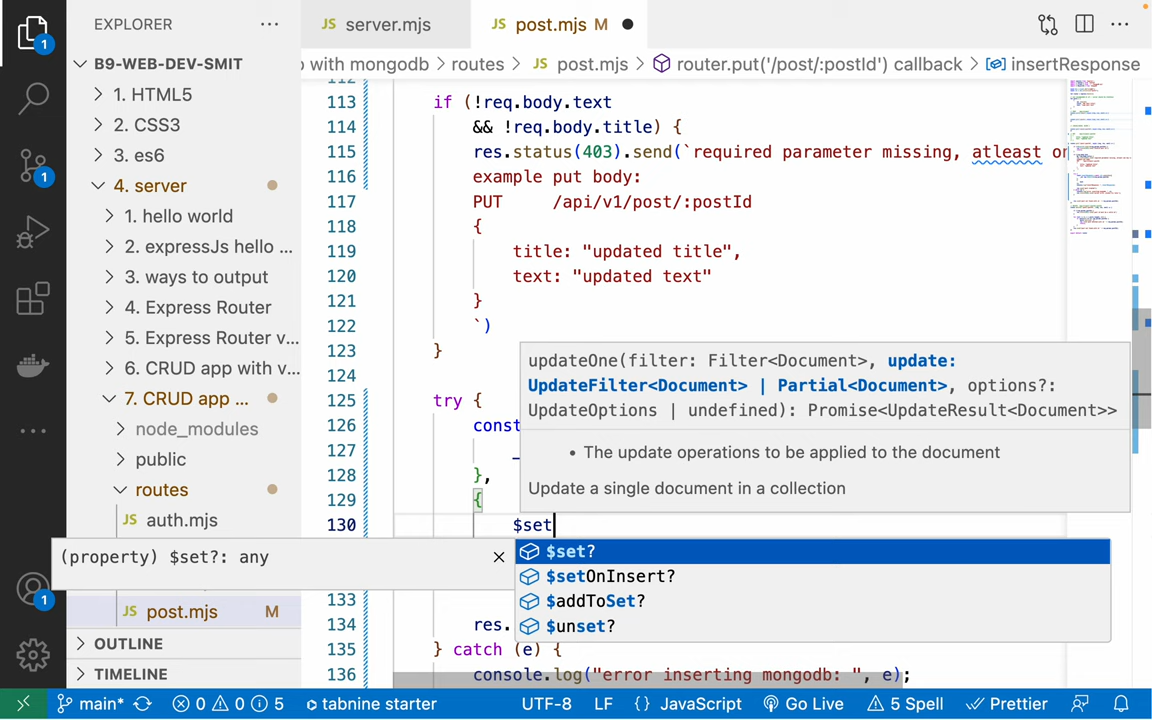 EXPLORER
JS server.mjs
JS post.mjs M
B9-WEB-DEV-SMIT
with mongodb > routes > JS post.mjs > router.put('/post/:postId') callback > insertResponse
1
1. HTML5
2. CSS3
3. es6
4. server
1. hello world
2. expressJs hello ...
3. ways to output
4. Express Router
5. Express Router v...
6. CRUD app with v...
7. CRUD app ...
node_modules
public
routes
JS auth.mjs
JS post.mjs M
OUTLINE
TIMELINE
1
1
113 if (!req.body.text
114 && !req.body.title) {
115 res.status(403).send(`required parameter missing, atleast
116 example put body:
117 PUT /api/v1/post/:postId
118 {
119 title: "updated title",
120 text: "updated text"
121 }
122 `)
123 }
124
125 try {
126 const
127 _
128 },
129 {
130 $set
updateOne(filter: Filter<Document>, update:
UpdateFilter<Document> | Partial<Document>, options?:
UpdateOptions | undefined): Promise<UpdateResult<Document>>
• The update operations to be applied to the document
Update a single document in a collection
(property) $set?: any
$set?
$setOnInsert?
$addToSet?
$unset?
133
134 res.
135 } catch (e) {
136 console.log("error inserting mongodb: ", e);
main* 0 0 5 tabnine starter UTF-8 LF {} JavaScript Go Live 5 Spell Prettier